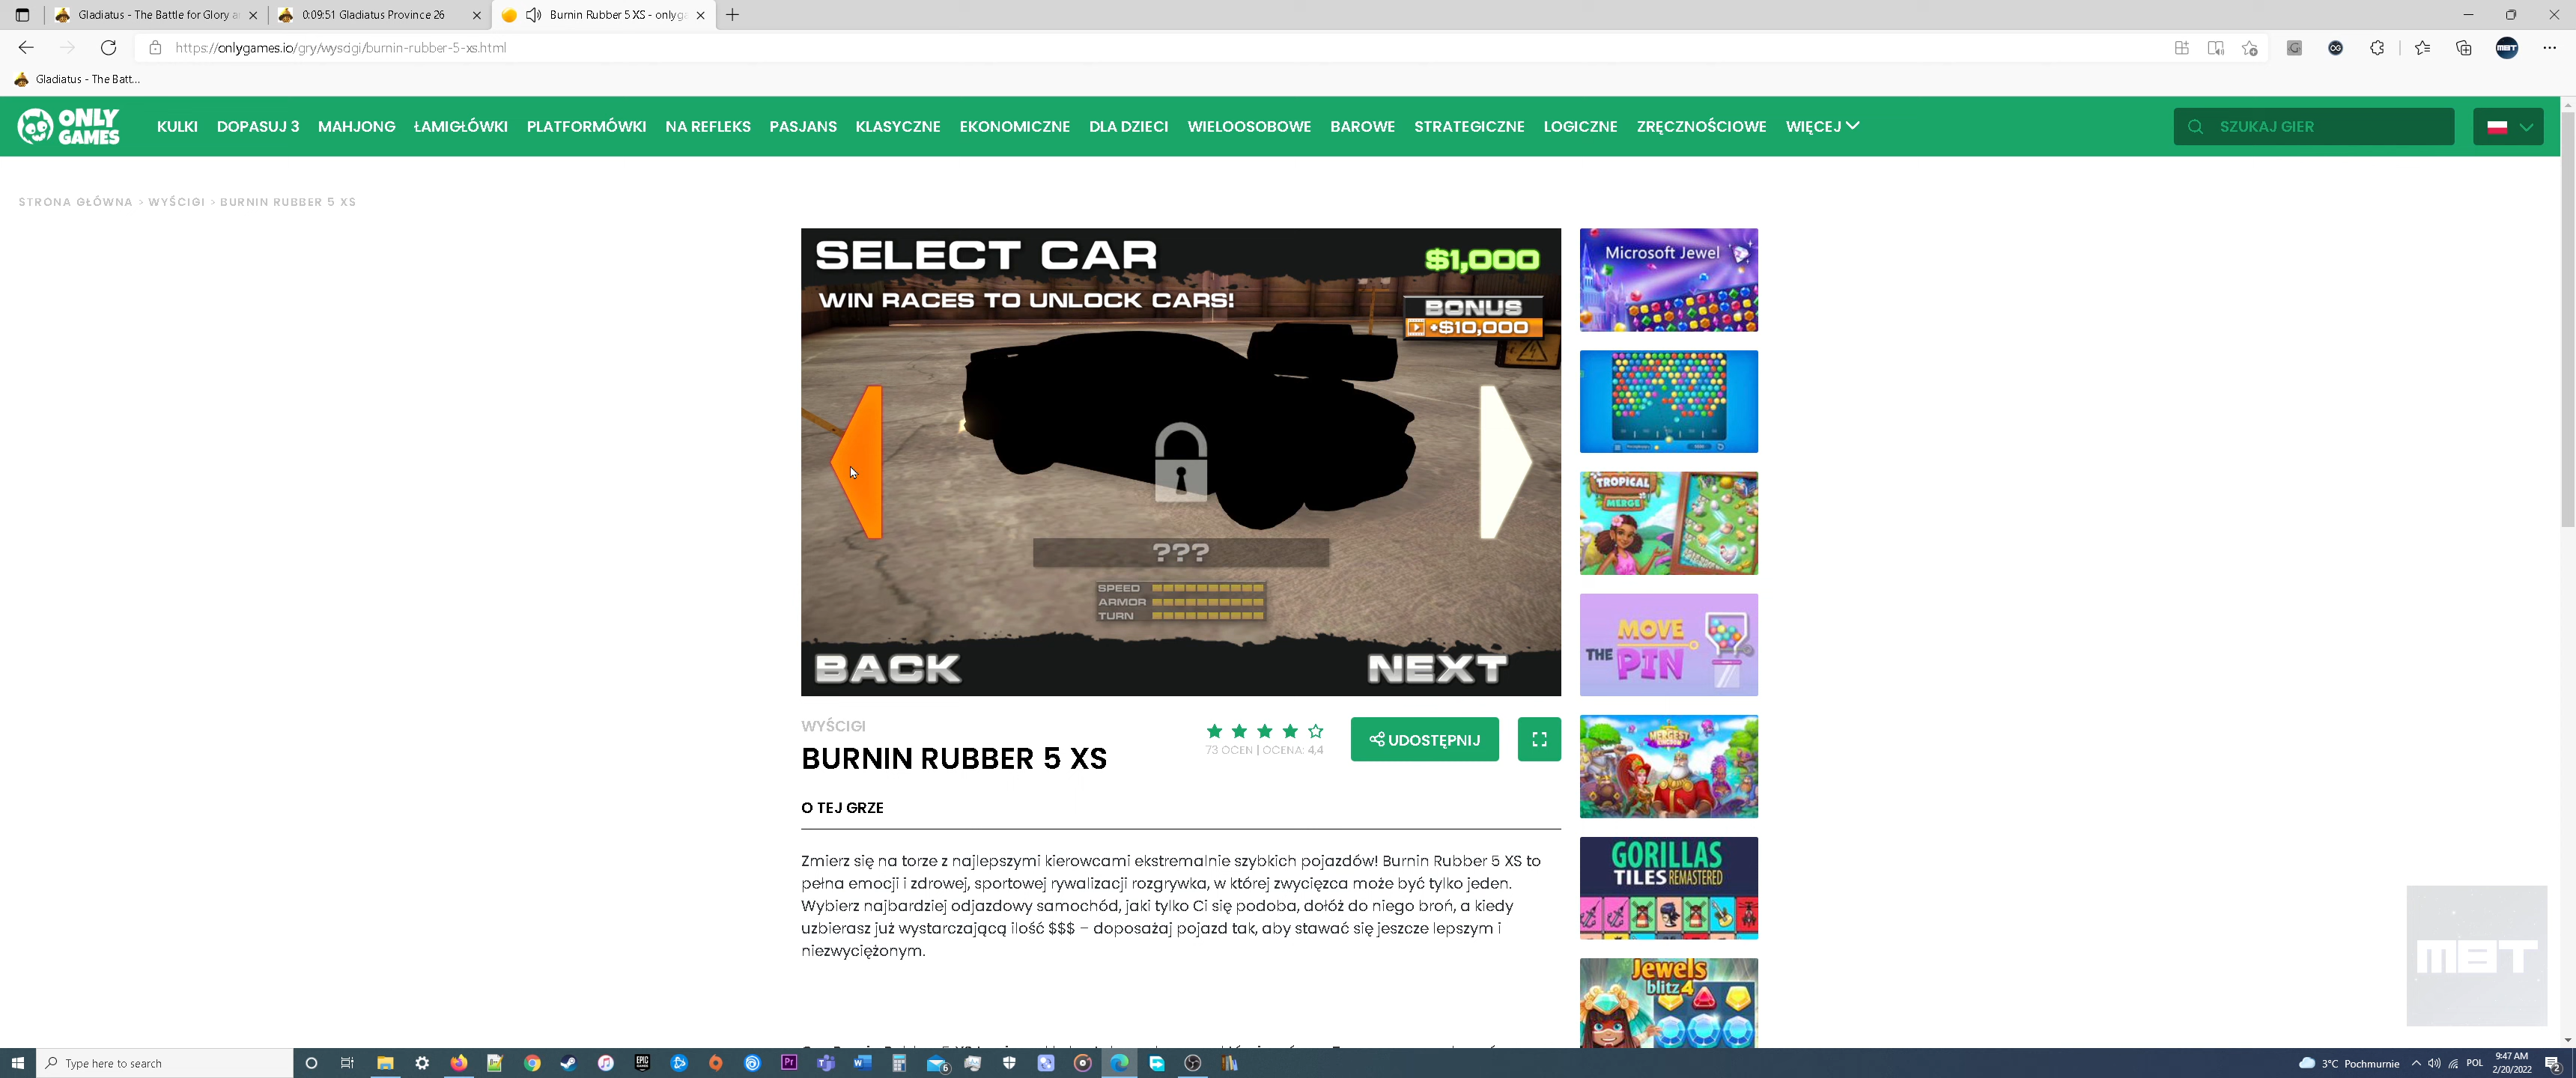 Gladiatus - The Battle for Glory a
0:09:51 Gladiatus Province 26
Burnin Rubber 5 XS - onlyga
https://onlygames.io/gry/wyscigi/burnin-rubber-5-xs.html
MBT
Gladiatus - The Batt...
ONLY GAMES
KULKI DOPASUJ 3 MAHJONG ŁAMIGŁÓWKI PLATFORMÓWKI NA REFLEKS PASJANS KLASYCZNE EKONOMICZNE DLA DZIECI WIELOOSOBOWE BAROWE STRATEGICZNE LOGICZNE ZRĘCZNOŚCIOWE WIĘCEJ
SZUKAJ GIER
STRONA GŁÓWNA > WYŚCIGI > BURNIN RUBBER 5 XS
SELECT CAR
$1,000
WIN RACES TO UNLOCK CARS!
BONUS
+$10,000
???
SPEED
ARMOR
TURN
BACK
NEXT
Microsoft Jewel
TROPICAL
MERGE
MOVE
THE PIN
GORILLAS
TILES REMASTERED
Jewels
blitz 4
WYŚCIGI
BURNIN RUBBER 5 XS
73 OCEN | OCENA: 4,4
UDOSTĘPNIJ
O TEJ GRZE
Zmierz się na torze z najlepszymi kierowcami ekstremalnie szybkich pojazdów! Burnin Rubber 5 XS to
pełna emocji i zdrowej, sportowej rywalizacji rozgrywka, w której zwycięzca może być tylko jeden.
Wybierz najbardziej odjazdowy samochód, jaki tylko Ci się podoba, dołóż do niego broń, a kiedy
uzbierasz już wystarczającą ilość $$$ – doposażaj pojazd tak, aby stawać się jeszcze lepszym i
niezwyciężonym.
MBT
Type here to search
EPIC GAMES
Pr
6
3°C Pochmurnie
POL
9:47 AM
2/20/2022
2